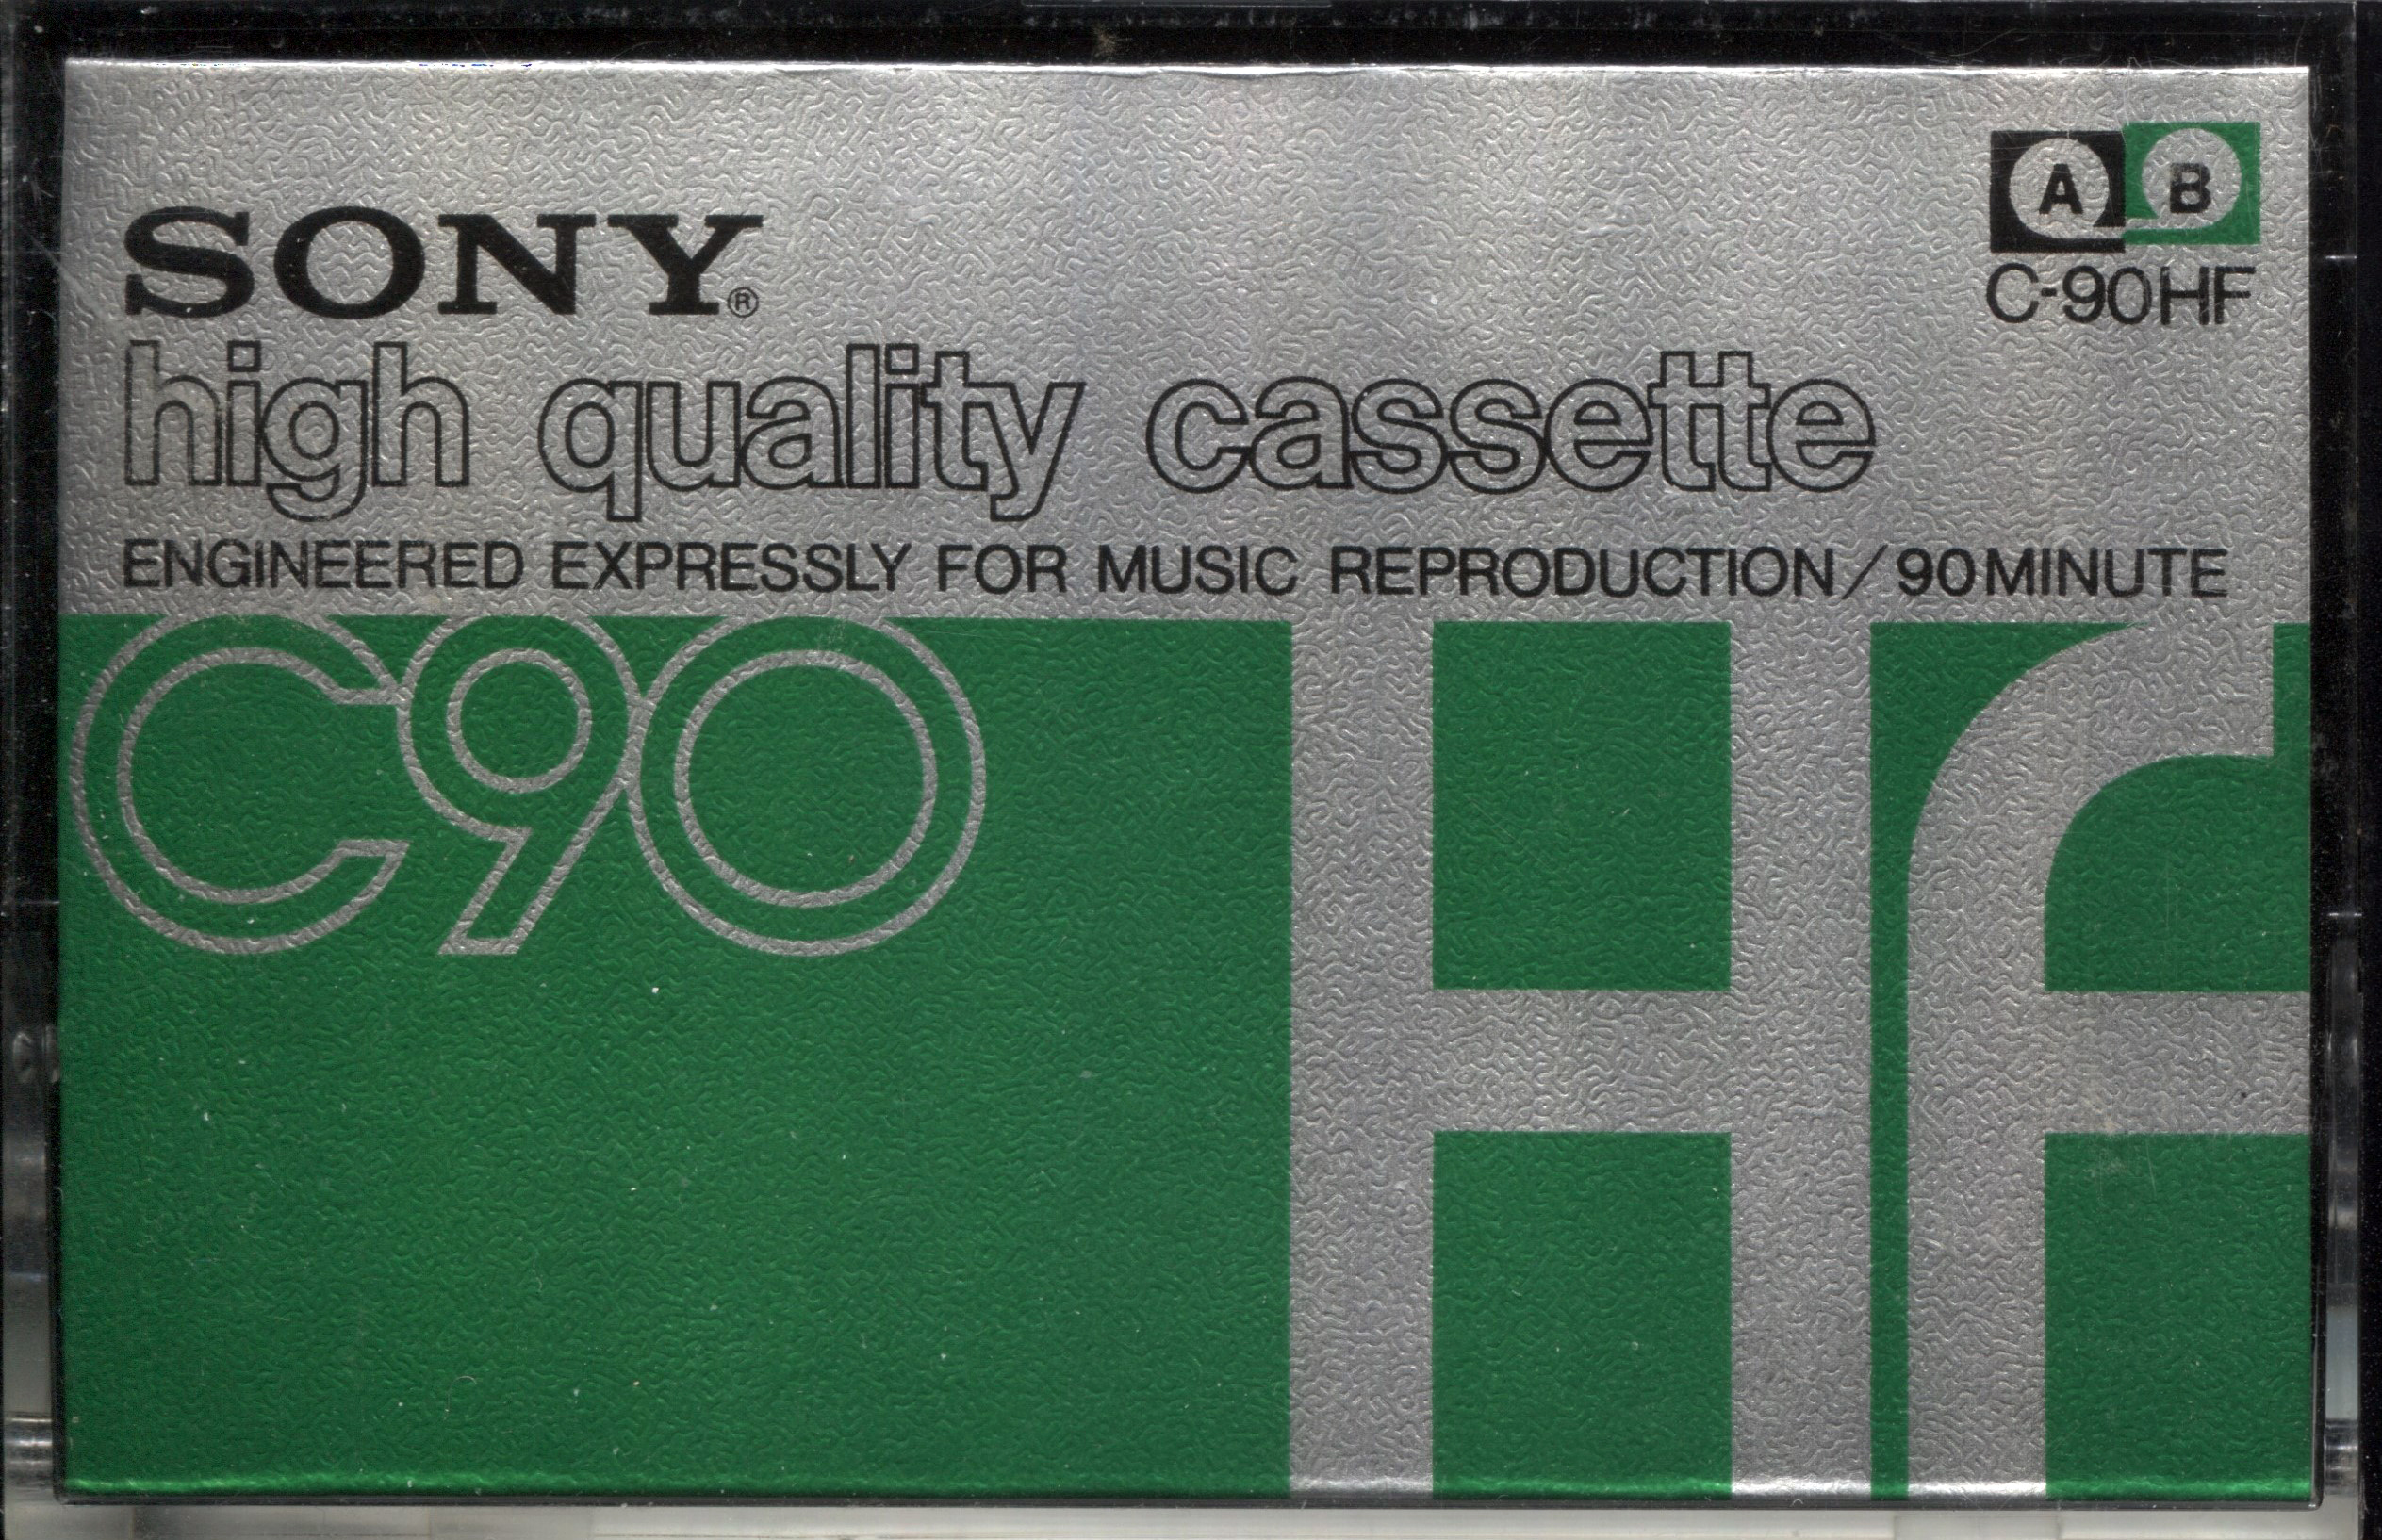 A B
C-90HF
SONY®
high quality cassette
ENGINEERED EXPRESSLY FOR MUSIC REPRODUCTION/90MINUTE
C90
Hf